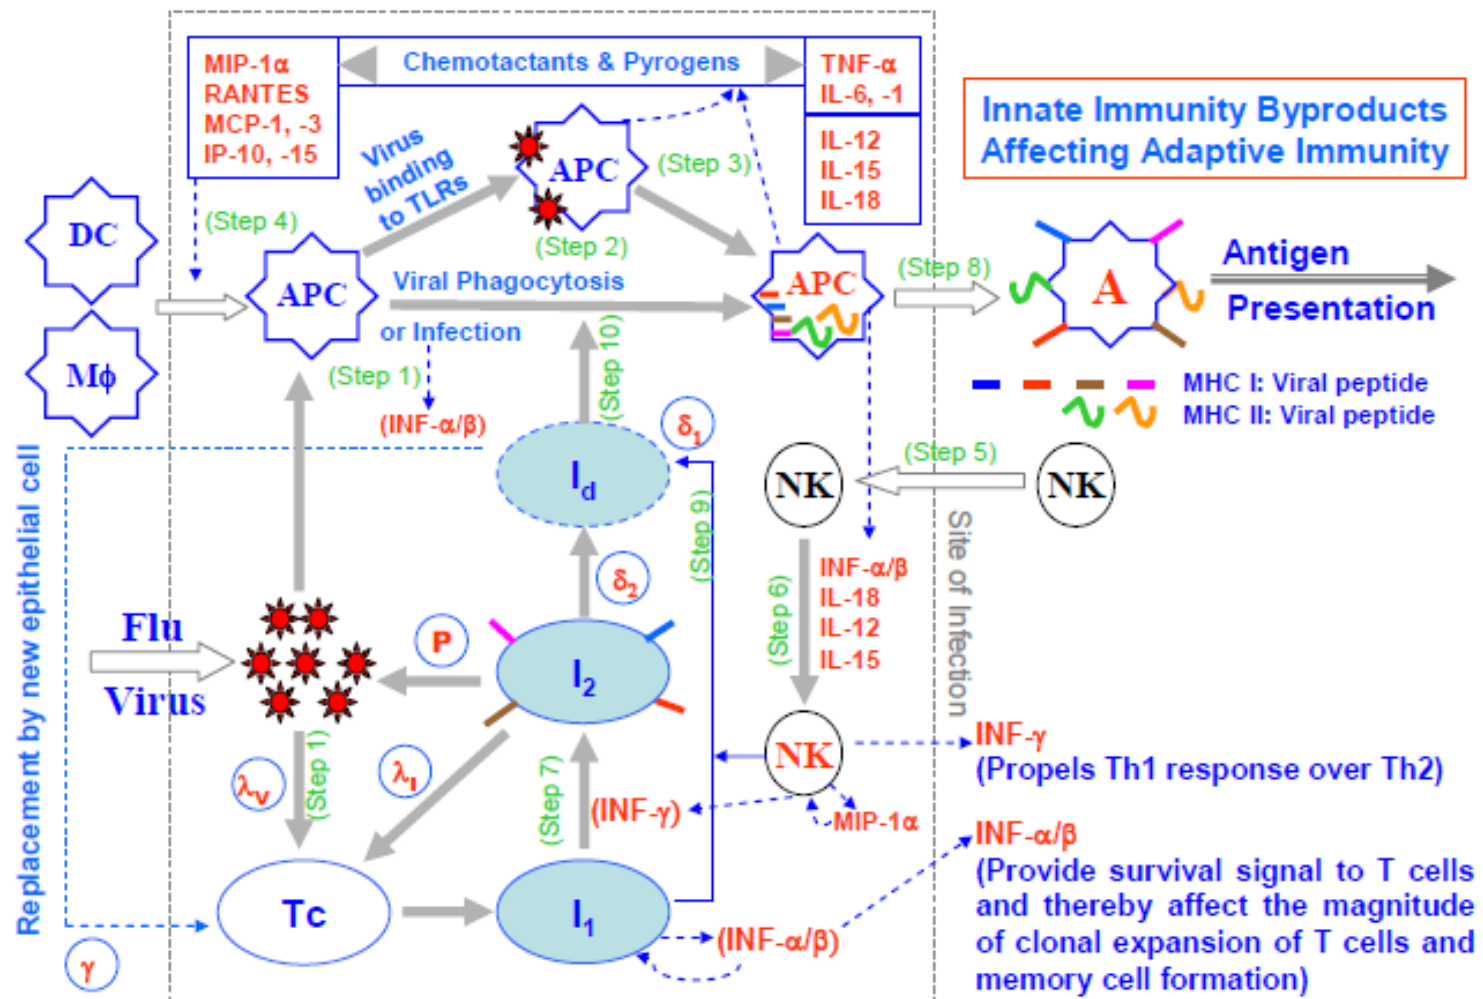 MIP-1α
RANTES
MCP-1, -3
IP-10, -15
Chemotactants & Pyrogens
TNF-α
IL-6, -1
IL-12
IL-15
IL-18
Innate Immunity Byproducts
Affecting Adaptive Immunity
DC
Mϕ
(Step 4)
APC
Virus
binding
to TLRs
APC
(Step 2)
(Step 3)
Viral Phagocytosis
or Infection
(Step 1)
(INF-α/β)
APC
(Step 8)
A
Antigen
Presentation
MHC I: Viral peptide
MHC II: Viral peptide
(Step 10)
δ1
Id
(Step 9)
NK
(Step 5)
NK
Site of Infection
Replacement by new epithelial cell
δ2
(Step 6)
INF-α/β
IL-18
IL-12
IL-15
Flu
Virus
P
I2
λV
(Step 1)
λI
(Step 7)
(INF-γ)
NK
MIP-1α
INF-γ
(Propels Th1 response over Th2)
INF-α/β
(Provide survival signal to T cells
and thereby affect the magnitude
of clonal expansion of T cells and
memory cell formation)
Tc
I1
(INF-α/β)
γ